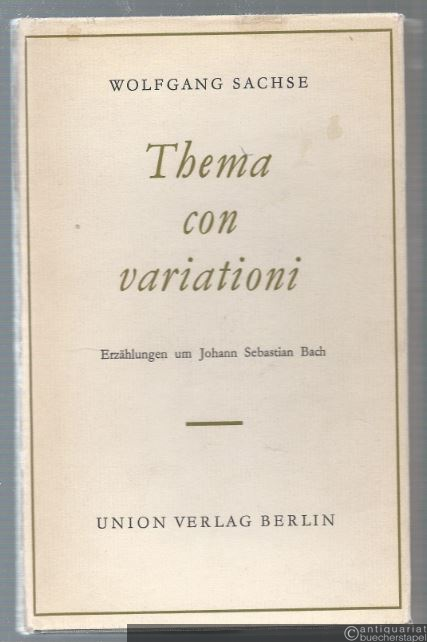 WOLFGANG SACHSE
Thema
con
variationi
Erzählungen um Johann Sebastian Bach
UNION VERLAG BERLIN
antiquariat
buecherstapel